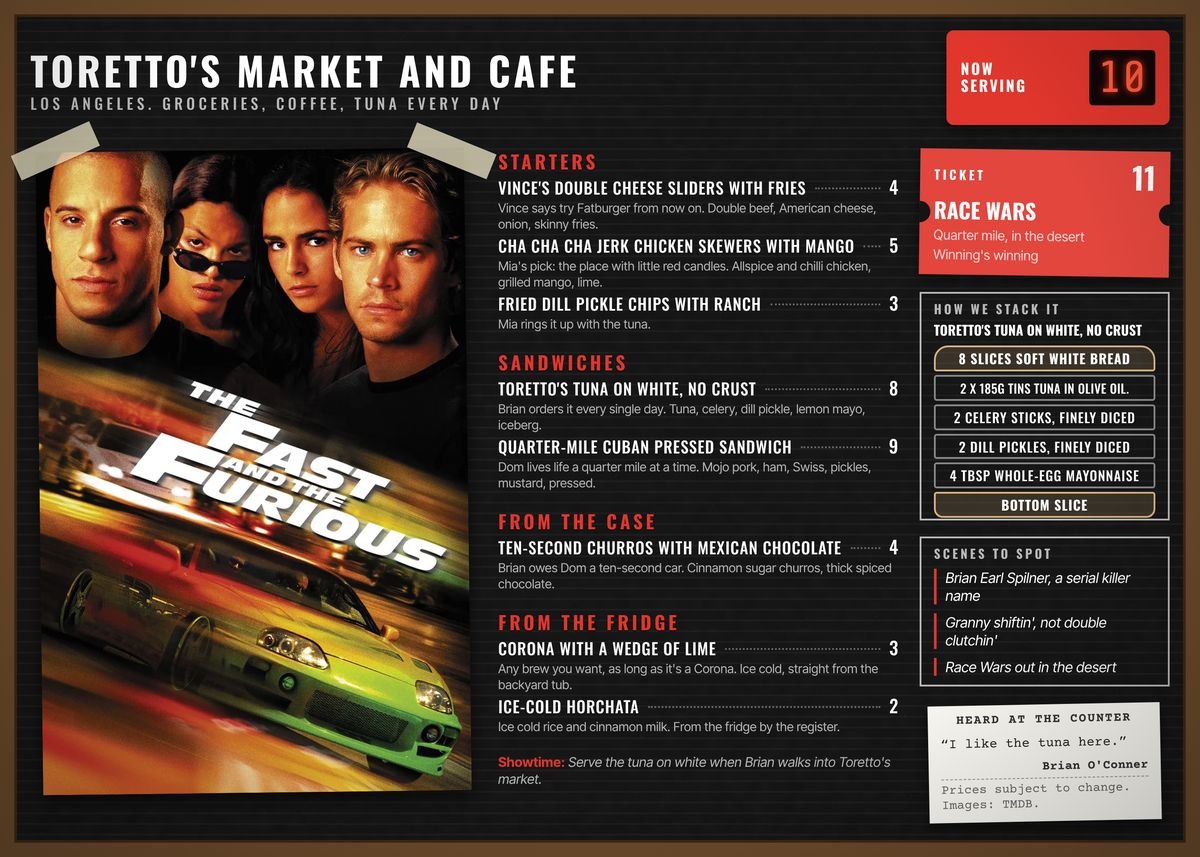 TORETTO'S MARKET AND CAFE
LOS ANGELES. GROCERIES, COFFEE, TUNA EVERY DAY
NOW
SERVING
10
THE
FAST
AND THE
FURIOUS
STARTERS
VINCE'S DOUBLE CHEESE SLIDERS WITH FRIES 4
Vince says try Fatburger from now on. Double beef, American cheese,
onion, skinny fries.
CHA CHA CHA JERK CHICKEN SKEWERS WITH MANGO 5
Mia's pick: the place with little red candles. Allspice and chilli chicken,
grilled mango, lime.
FRIED DILL PICKLE CHIPS WITH RANCH 3
Mia rings it up with the tuna.
SANDWICHES
TORETTO'S TUNA ON WHITE, NO CRUST 8
Brian orders it every single day. Tuna, celery, dill pickle, lemon mayo,
iceberg.
QUARTER-MILE CUBAN PRESSED SANDWICH 9
Dom lives life a quarter mile at a time. Mojo pork, ham, Swiss, pickles,
mustard, pressed.
FROM THE CASE
TEN-SECOND CHURROS WITH MEXICAN CHOCOLATE 4
Brian owes Dom a ten-second car. Cinnamon sugar churros, thick spiced
chocolate.
FROM THE FRIDGE
CORONA WITH A WEDGE OF LIME 3
Any brew you want, as long as it's a Corona. Ice cold, straight from the
backyard tub.
ICE-COLD HORCHATA 2
Ice cold rice and cinnamon milk. From the fridge by the register.
Showtime: Serve the tuna on white when Brian walks into Toretto's
market.
TICKET 11
RACE WARS
Quarter mile, in the desert
Winning's winning
HOW WE STACK IT
TORETTO'S TUNA ON WHITE, NO CRUST
8 SLICES SOFT WHITE BREAD
2 X 185G TINS TUNA IN OLIVE OIL.
2 CELERY STICKS, FINELY DICED
2 DILL PICKLES, FINELY DICED
4 TBSP WHOLE-EGG MAYONNAISE
BOTTOM SLICE
SCENES TO SPOT
Brian Earl Spilner, a serial killer
name
Granny shiftin', not double
clutchin'
Race Wars out in the desert
HEARD AT THE COUNTER
“I like the tuna here.”
Brian O'Conner
Prices subject to change.
Images: TMDB.